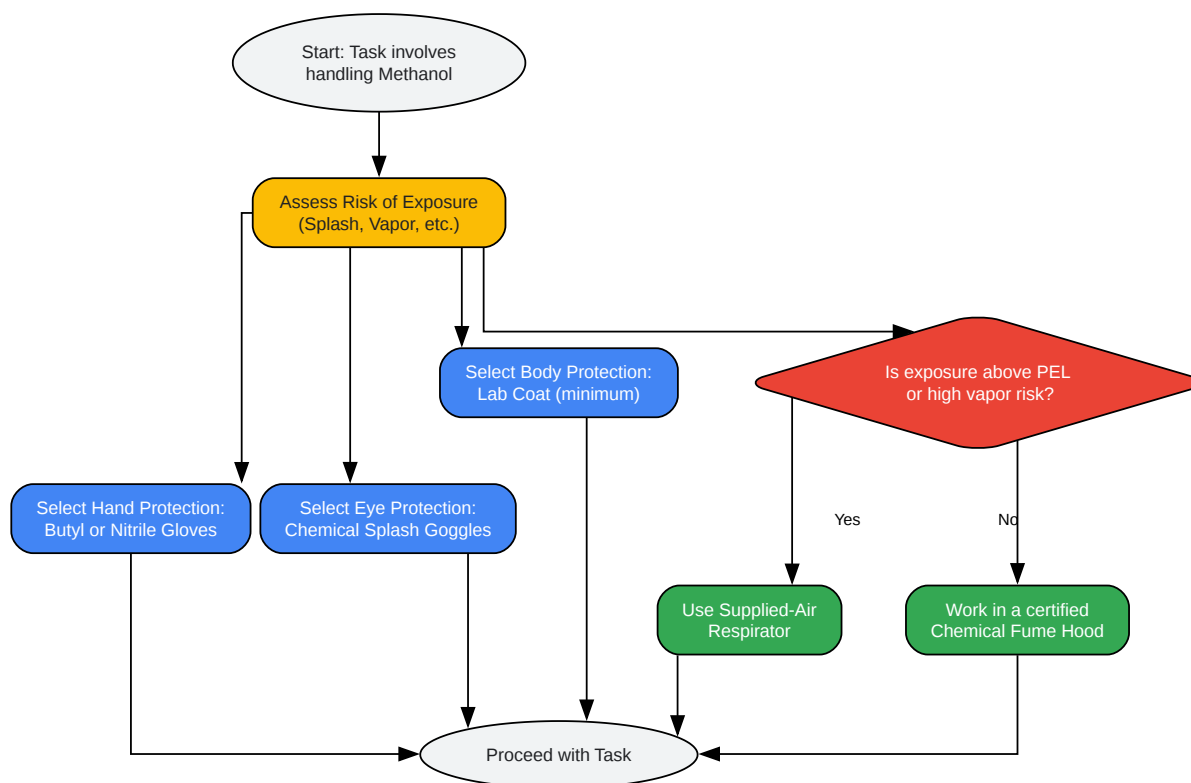 Start: Task involves
handling Methanol
Assess Risk of Exposure
(Splash, Vapor, etc.)
Select Body Protection:
Lab Coat (minimum)
Is exposure above PEL
or high vapor risk?
Select Hand Protection:
Butyl or Nitrile Gloves
Select Eye Protection:
Chemical Splash Goggles
Yes
No
Use Supplied-Air
Respirator
Work in a certified
Chemical Fume Hood
Proceed with Task